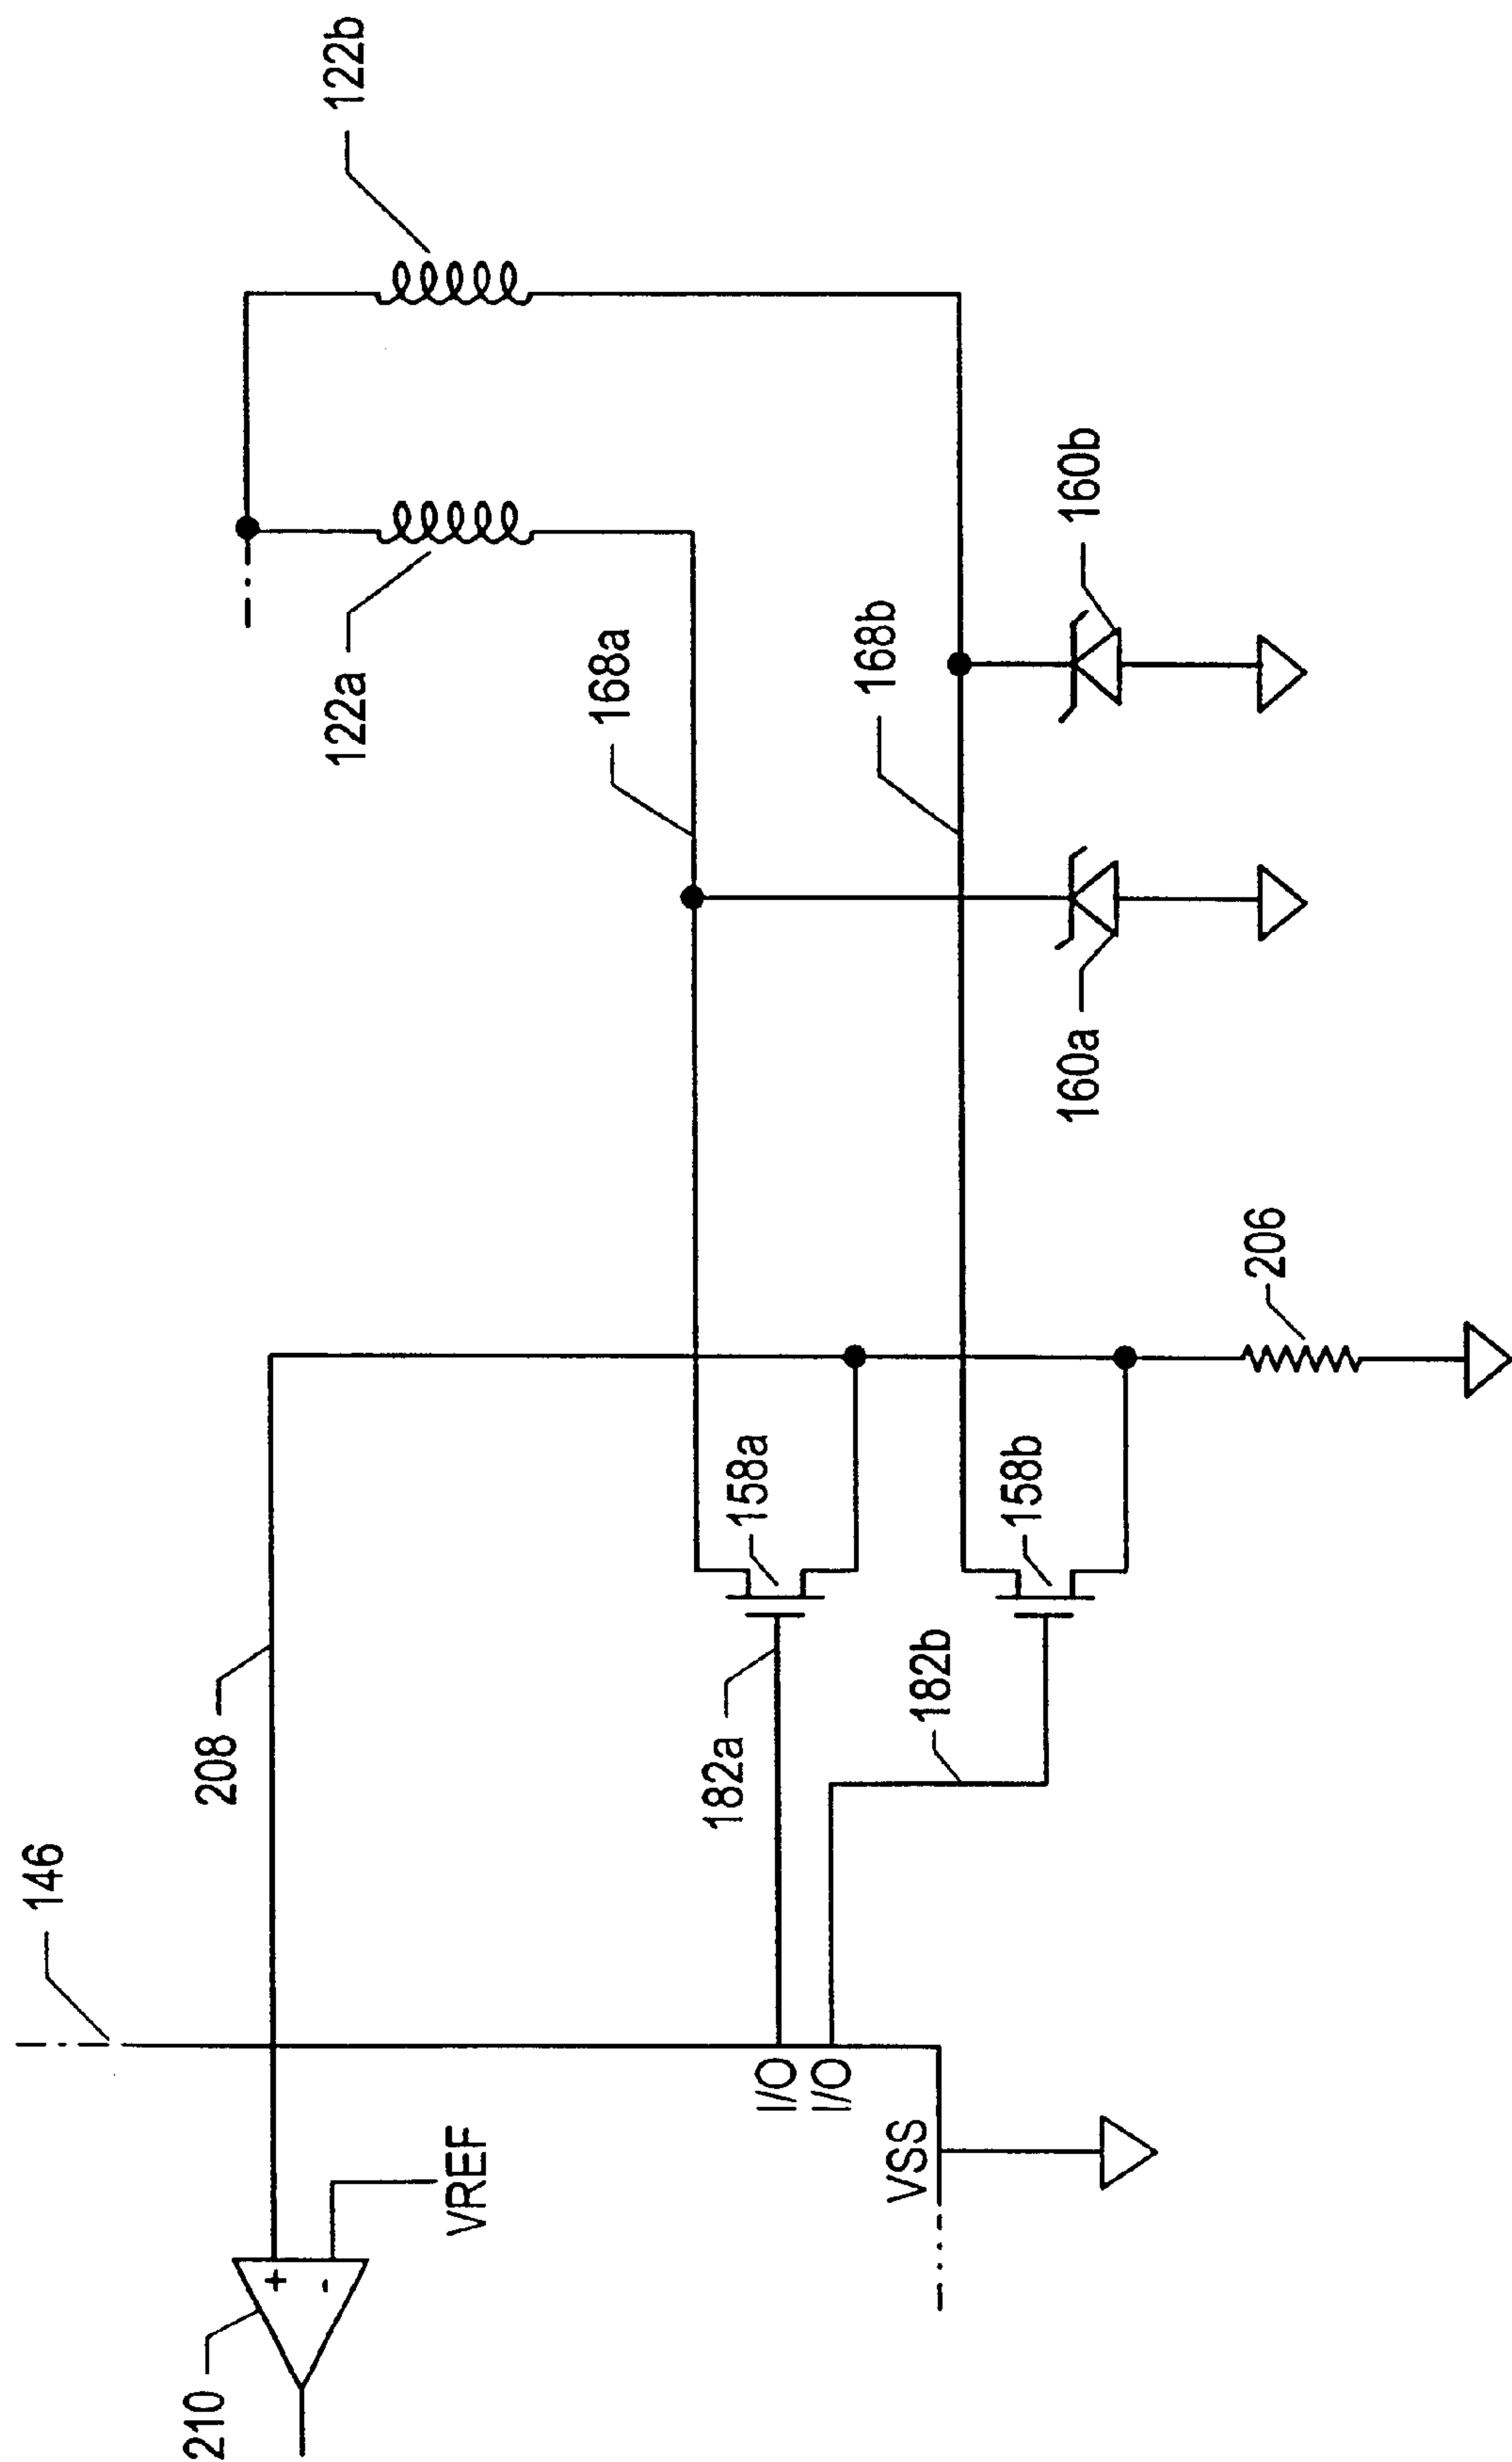 122b
122a
168a
168b
160b
160a
206
158a
158b
208
182a
182b
146
I/O
I/O
VSS
VREF
+
-
210